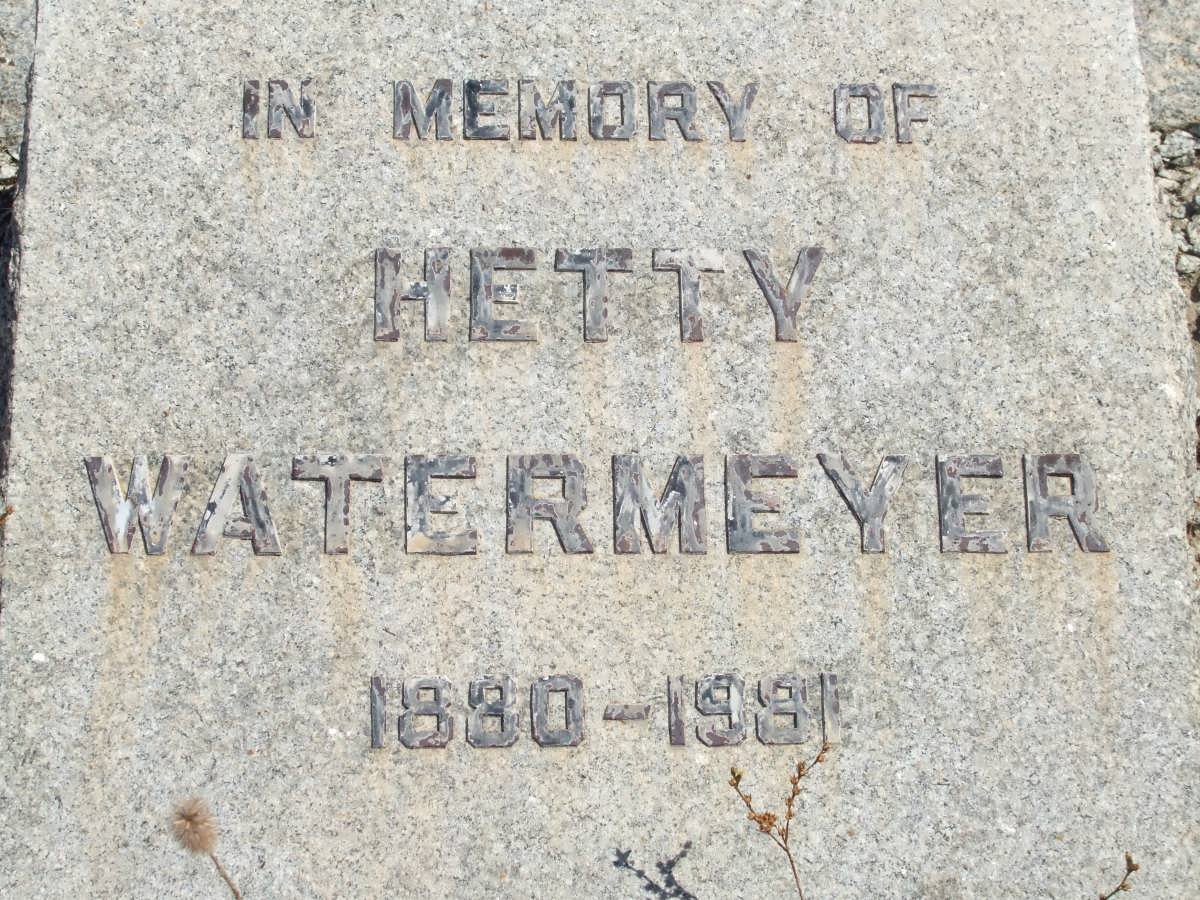 IN MEMORY OF
HETTY
WATERMEYER
1880-1981